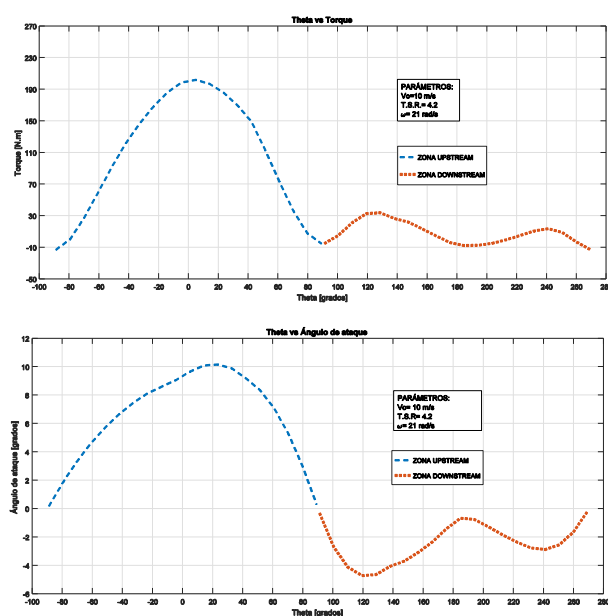 Theta vs Torque
270
220
170
120
70
30
-10
-50
Torque [N.m]
PARÁMETROS:
Vo=10 m/s
T.S.R.= 4.2
ω= 21 rad/s
ZONA UPSTREAM
ZONA DOWNSTREAM
-100 -80 -60 -40 -20 0 20 40 60 80 100 120 140 160 180 200 220 240 260 280
Theta [grados]
Theta vs Ángulo de ataque
12
10
8
6
4
2
0
-2
-4
-6
Ángulo de ataque [grados]
PARÁMETROS:
Vo= 10 m/s
T.S.R= 4.2
ω= 21 rad/s
ZONA UPSTREAM
ZONA DOWNSTREAM
-100 -80 -60 -40 -20 0 20 40 60 80 100 120 140 160 180 200 220 240 260 280
Theta [grados]